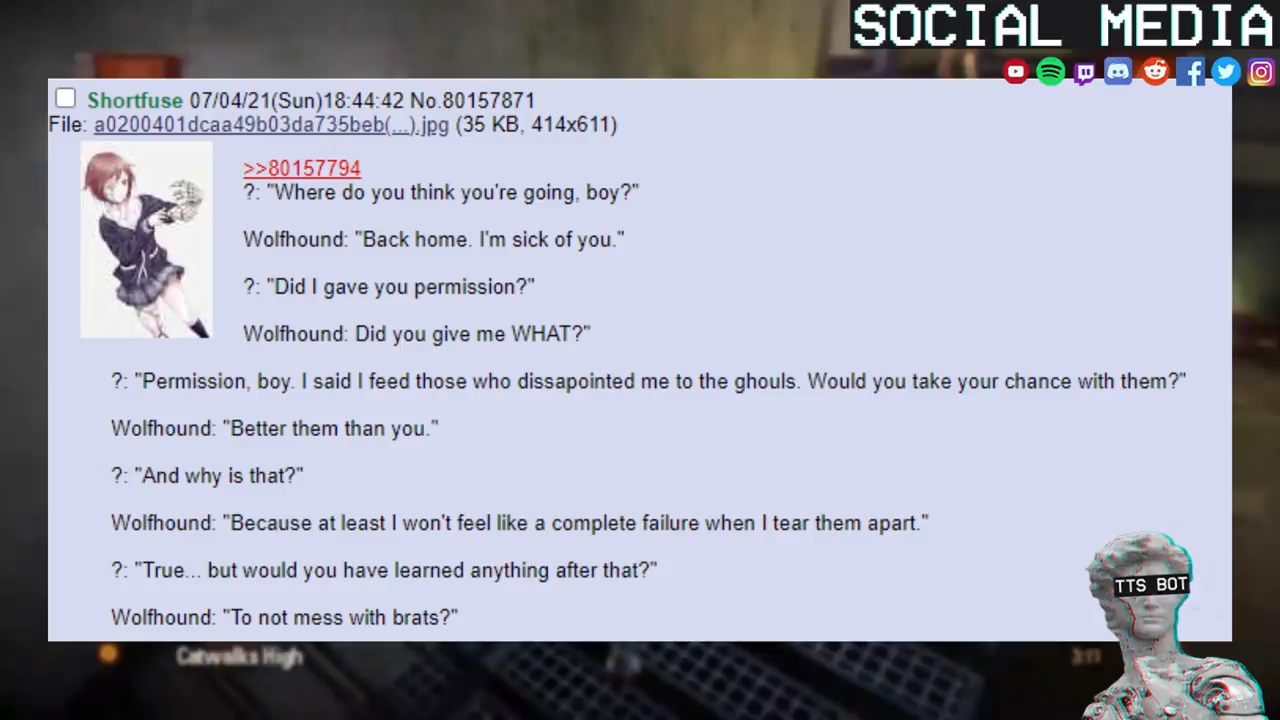 SOCIAL MEDIA
Shortfuse 07/04/21(Sun)18:44:42 No.80157871
File: a0200401dcaa49b03da735beb(...).jpg (35 KB, 414x611)
>>80157794
?: "Where do you think you're going, boy?"
Wolfhound: "Back home. I'm sick of you."
?: "Did I gave you permission?"
Wolfhound: Did you give me WHAT?"
?: "Permission, boy. I said I feed those who dissapointed me to the ghouls. Would you take your chance with them?"
Wolfhound: "Better them than you."
?: "And why is that?"
Wolfhound: "Because at least I won't feel like a complete failure when I tear them apart."
?: "True... but would you have learned anything after that?"
Wolfhound: "To not mess with brats?"
TTS BOT
Catwalks High